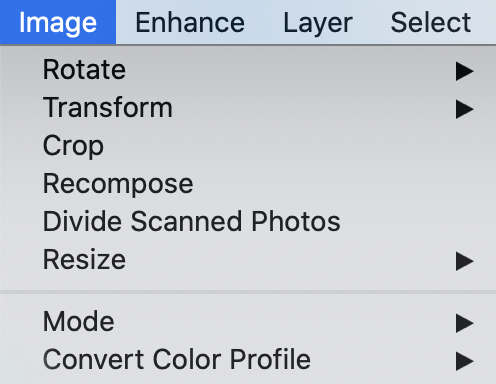 Image Enhance Layer Select
Rotate
Transform
Crop
Recompose
Divide Scanned Photos
Resize
Mode
Convert Color Profile